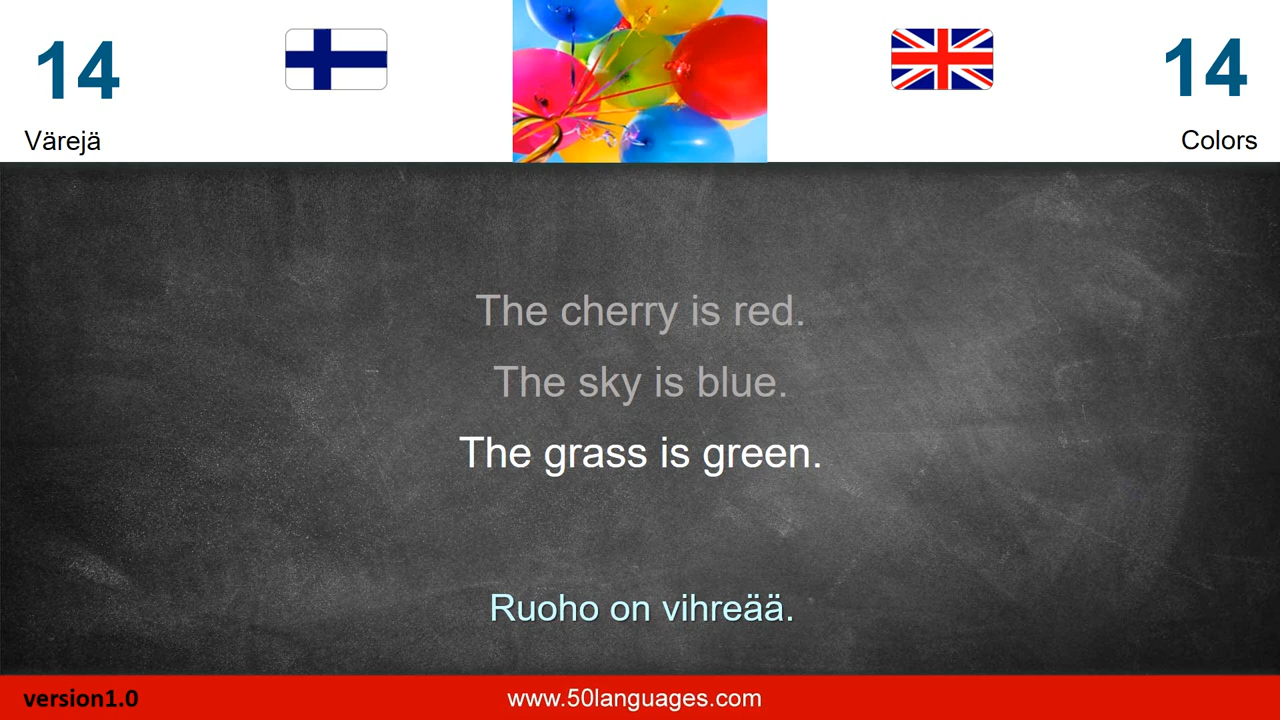 14
14
Värejä
Colors
The cherry is red.
The sky is blue.
The grass is green.
Ruoho on vihreää.
version1.0
www.50languages.com